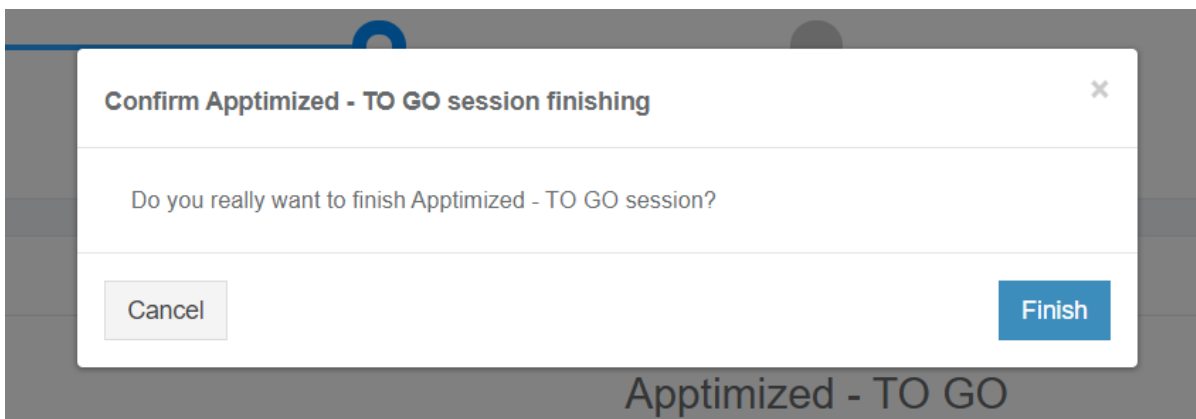 Confirm Apptimized - TO GO session finishing ×
Do you really want to finish Apptimized - TO GO session?
Cancel Finish
Apptimized - TO GO